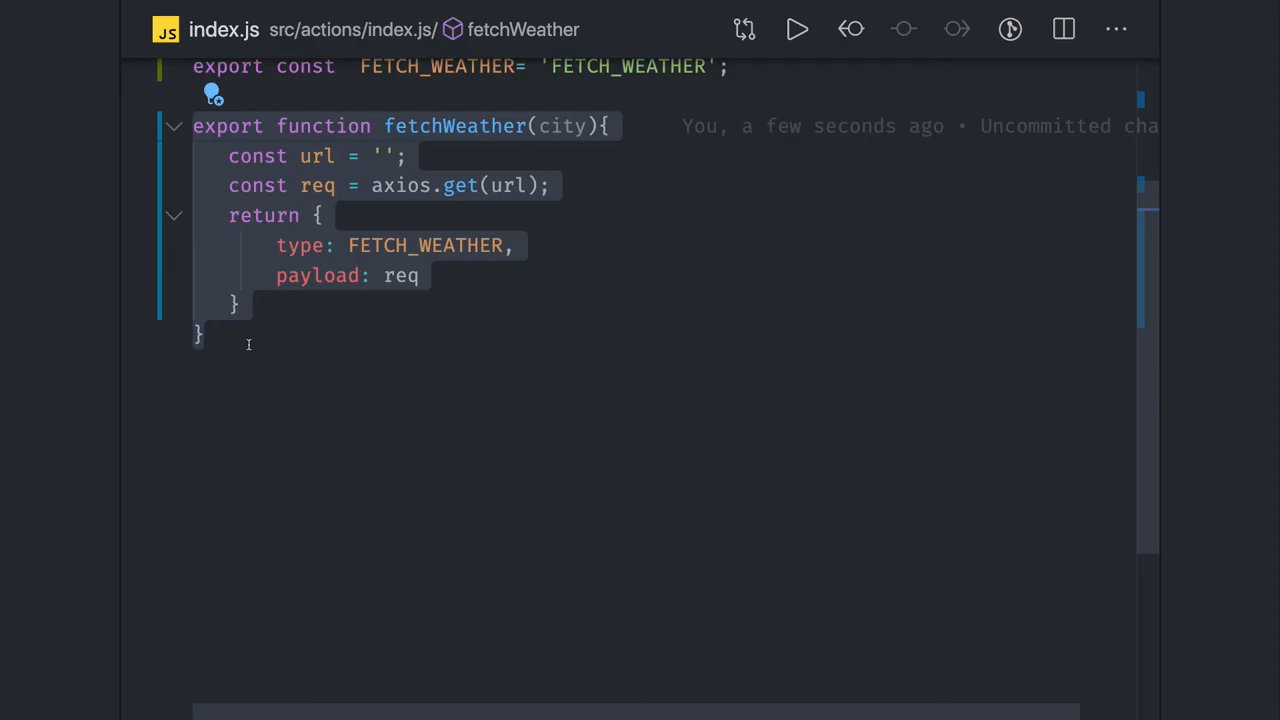 JS index.js src/actions/index.js/ fetchWeather
export const FETCH_WEATHER= 'FETCH_WEATHER';
export function fetchWeather(city){ You, a few seconds ago • Uncommitted cha
const url = '';
const req = axios.get(url);
return {
type: FETCH_WEATHER,
payload: req
}
}